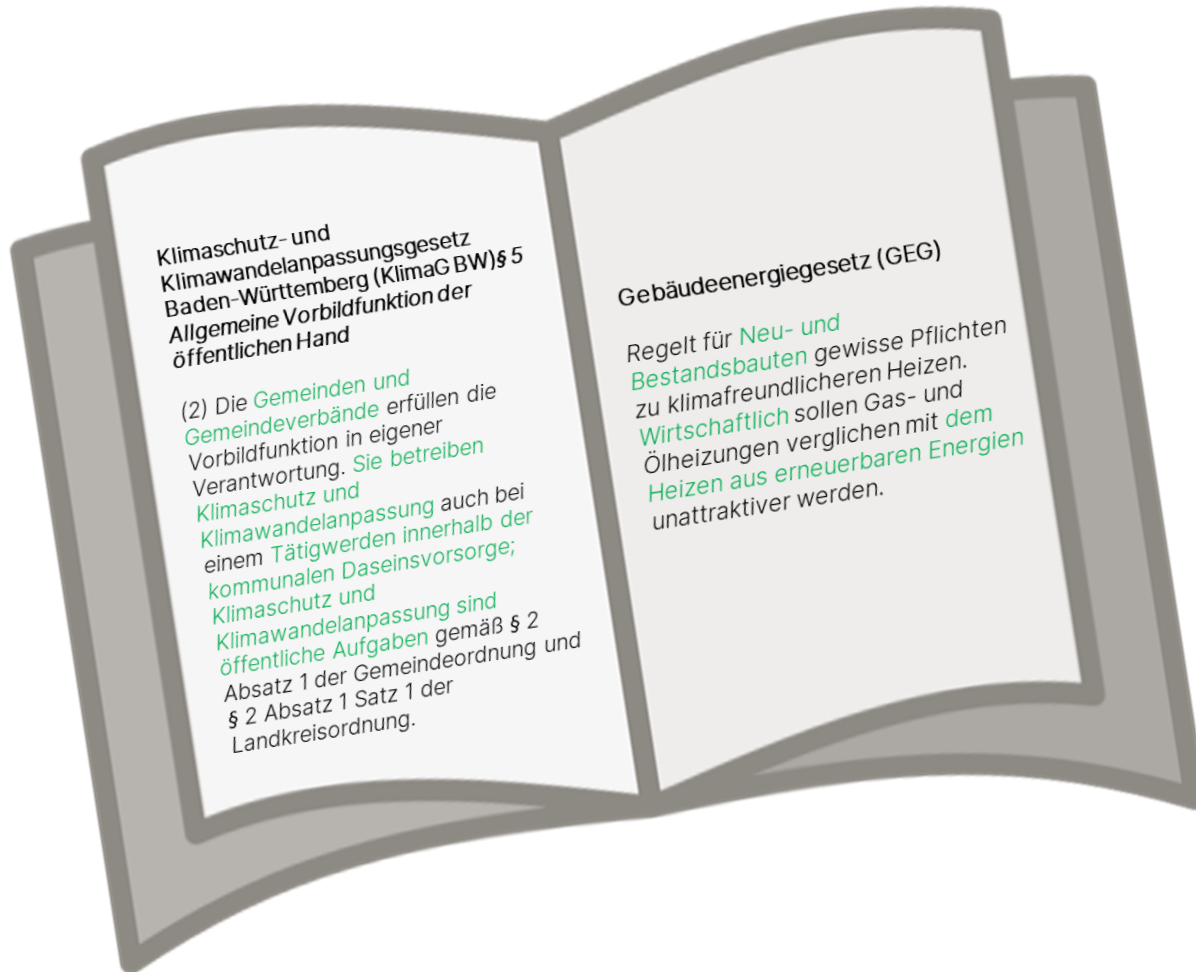 Klimaschutz- und
Klimawandelanpassungsgesetz
Baden-Württemberg (KlimaG BW)§ 5
Allgemeine Vorbildfunktion der
öffentlichen Hand
(2) Die Gemeinden und
Gemeindeverbände erfüllen die
Vorbildfunktion in eigener
Verantwortung. Sie betreiben
Klimaschutz und
Klimawandelanpassung auch bei
einem Tätigwerden innerhalb der
kommunalen Daseinsvorsorge;
Klimaschutz und
Klimawandelanpassung sind
öffentliche Aufgaben gemäß § 2
Absatz 1 der Gemeindeordnung und
§ 2 Absatz 1 Satz 1 der
Landkreisordnung.
Gebäudeenergiegesetz (GEG)
Regelt für Neu- und
Bestandsbauten gewisse Pflichten
zu klimafreundlicheren Heizen.
Wirtschaftlich sollen Gas- und
Ölheizungen verglichen mit dem
Heizen aus erneuerbaren Energien
unattraktiver werden.